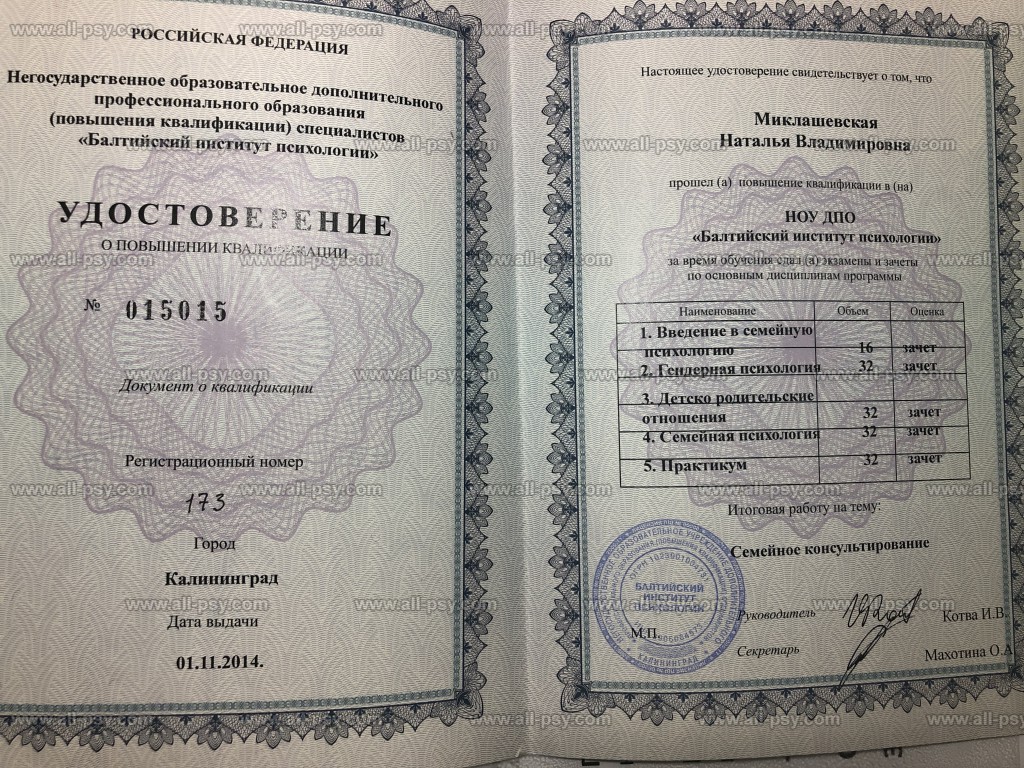 РОССИЙСКАЯ ФЕДЕРАЦИЯ
Негосударственное образовательное дополнительного
профессионального образования
(повышения квалификации) специалистов
«Балтийский институт психологии»
УДОСТОВЕРЕНИЕ
О ПОВЫШЕНИИ КВАЛИФИКАЦИИ
№ 015015
Документ о квалификации
Регистрационный номер
173
Город
Калининград
Дата выдачи
01.11.2014.
Настоящее удостоверение свидетельствует о том, что
Миклашевская
Наталья Владимировна
прошел (а) повышение квалификации в (на)
НОУ ДПО
«Балтийский институт психологии»
за время обучения сдал (а) экзамены и зачеты
по основным дисциплинам программы
Наименование Объем Оценка
1. Введение в семейную
психологию 16 зачет
2. Гендерная психология 32 зачет
3. Детско родительские
отношения 32 зачет
4. Семейная психология 32 зачет
5. Практикум 32 зачет
Итоговая работа на тему:
Семейное консультирование
Руководитель Котва И.В.
М.П.
Секретарь Махотина О.А
БАЛТИЙСКИЙ
ИНСТИТУТ
ПСИХОЛОГИИ
КАЛИНИНГРАД
www.all-psy.com